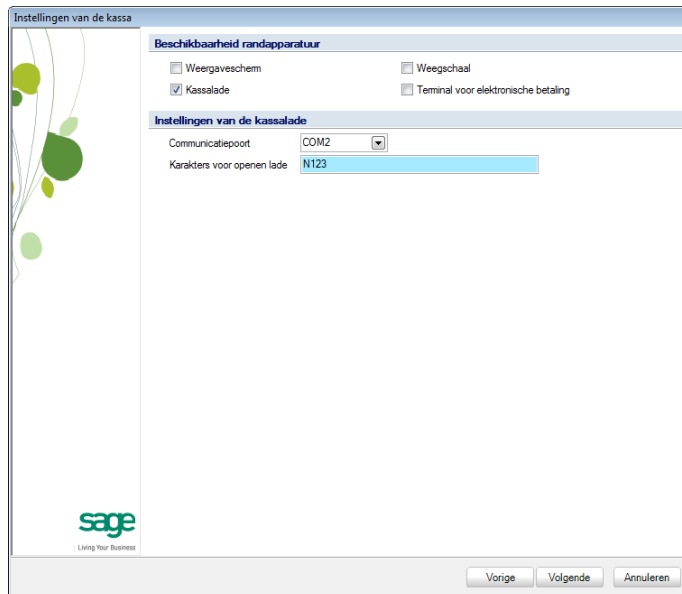 Instellingen van de kassa
Beschikbaarheid randapparatuur
Weergavescherm
Weegschaal
Kassalade
Terminal voor elektronische betaling
Instellingen van de kassalade
Communicatiepoort COM2
Karakters voor openen lade N123
sage
Living Your Business
Vorige Volgende Annuleren